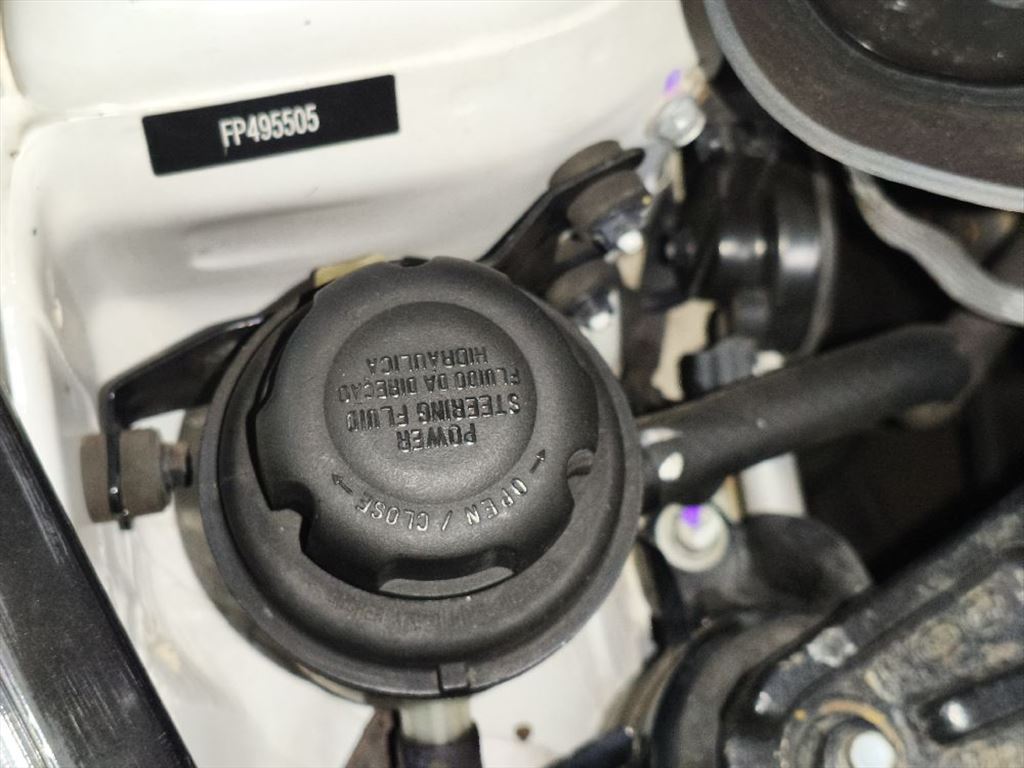 FP495505
POWER
STEERING FLUID
FLUIDO DA DIREÇÃO
HIDRÁULICA
OPEN / CLOSE